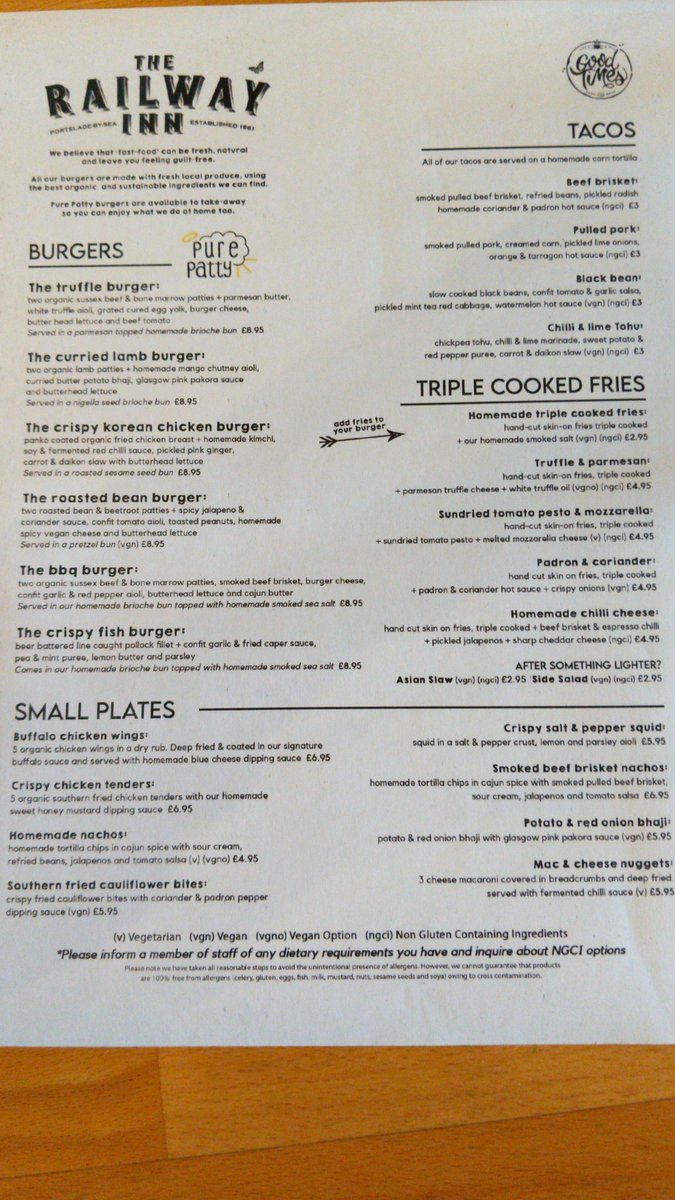 THE
RAILWAY
INN
PORTSLADE-BY-SEA ESTABLISHED 1861
We believe that 'fast-food' can be fresh, natural
and leave you feeling guilt-free.
All our burgers are made with fresh local produce, using
the best organic and sustainable ingredients we can find.
Pure Patty burgers are available to take-away
so you can enjoy what we do at home too.
BURGERS
Pure
Patty
The truffle burger:
two organic sussex beef & bone marrow patties + parmesan butter,
white truffle aioli, grated cured egg yolk, burger cheese,
butter head lettuce and beef tomato
Served in a parmesan topped homemade brioche bun £8.95
The curried lamb burger:
two organic lamb patties + homemade mango chutney aioli,
curried butter potato bhaji, glasgow pink pakora sauce
and butterhead lettuce
Served in a nigella seed brioche bun £8.95
The crispy korean chicken burger:
panko coated organic fried chicken breast + homemade kimchi,
soy & fermented red chilli sauce, pickled pink ginger,
carrot & daikon slaw with butterhead lettuce
Served in a roasted sesame seed bun £8.95
The roasted bean burger:
two roasted bean & beetroot patties + spicy jalapeno &
coriander sauce, confit tomato aioli, toasted peanuts, homemade
spicy vegan cheese and butterhead lettuce
Served in a pretzel bun (vgn) £8.95
The bbq burger:
two organic sussex beef & bone marrow patties, smoked beef brisket, burger cheese,
confit garlic & red pepper aioli, butterhead lettuce and cajun butter
Served in our homemade brioche bun topped with homemade smoked sea salt £8.95
The crispy fish burger:
beer battered line caught pollock fillet + confit garlic & fried caper sauce,
pea & mint puree, lemon butter and parsley
Comes in our homemade brioche bun topped with homemade smoked sea salt £8.95
Good
Times
TACOS
All of our tacos are served on a homemade corn tortilla
Beef brisket:
smoked pulled beef brisket, refried beans, pickled radish
homemade coriander & padron hot sauce (ngci) £3
Pulled pork:
smoked pulled pork, creamed corn, pickled lime onions,
orange & tarragon hot sauce (ngci) £3
Black bean:
slow cooked black beans, confit tomato & garlic salsa,
pickled mint tea red cabbage, watermelon hot sauce (vgn) (ngci) £3
Chilli & lime Tohu:
chickpea tohu, chilli & lime marinade, sweet potato &
red pepper puree, carrot & daikon slaw (vgn) (ngci) £3
TRIPLE COOKED FRIES
add fries to
your burger
Homemade triple cooked fries:
hand-cut skin-on fries triple cooked
+ our homemade smoked salt (vgn) (ngci) £2.95
Truffle & parmesan:
hand-cut skin-on fries, triple cooked
+ parmesan truffle cheese + white truffle oil (vgno) (ngci) £4.95
Sundried tomato pesto & mozzarella:
hand-cut skin-on fries, triple cooked
+ sundried tomato pesto + melted mozzarella cheese (v) (ngci) £4.95
Padron & coriander:
hand cut skin on fries, triple cooked
+ padron & coriander hot sauce + crispy onions (vgn) £4.95
Homemade chilli cheese:
hand cut skin on fries, triple cooked + beef brisket & espresso chilli
+ pickled jalapenos + sharp cheddar cheese (ngci) £4.95
AFTER SOMETHING LIGHTER?
Asian Slaw (vgn) (ngci) £2.95 Side Salad (vgn) (ngci) £2.95
SMALL PLATES
Buffalo chicken wings:
5 organic chicken wings in a dry rub. Deep fried & coated in our signature
buffalo sauce and served with homemade blue cheese dipping sauce £6.95
Crispy chicken tenders:
5 organic southern fried chicken tenders with our homemade
sweet honey mustard dipping sauce £6.95
Homemade nachos:
homemade tortilla chips in cajun spice with sour cream,
refried beans, jalapenos and tomato salsa (v) (vgno) £4.95
Southern fried cauliflower bites:
crispy fried cauliflower bites with coriander & padron pepper
dipping sauce (vgn) £5.95
Crispy salt & pepper squid:
squid in a salt & pepper crust, lemon and parsley aioli £5.95
Smoked beef brisket nachos:
homemade tortilla chips in cajun spice with smoked pulled beef brisket,
sour cream, jalapenos and tomato salsa £6.95
Potato & red onion bhaji:
potato & red onion bhaji with glasgow pink pakora sauce (vgn) £5.95
Mac & cheese nuggets:
3 cheese macaroni covered in breadcrumbs and deep fried
served with fermented chilli sauce (v) £5.95
(v) Vegetarian (vgn) Vegan (vgno) Vegan Option (ngci) Non Gluten Containing Ingredients
*Please inform a member of staff of any dietary requirements you have and inquire about NGCI options
Please note we have taken all reasonable steps to avoid the unintentional presence of allergens. However, we cannot guarantee that products
are 100% free from allergens (celery, gluten, eggs, fish, milk, mustard, nuts, sesame seeds and soya) owing to cross contamination.